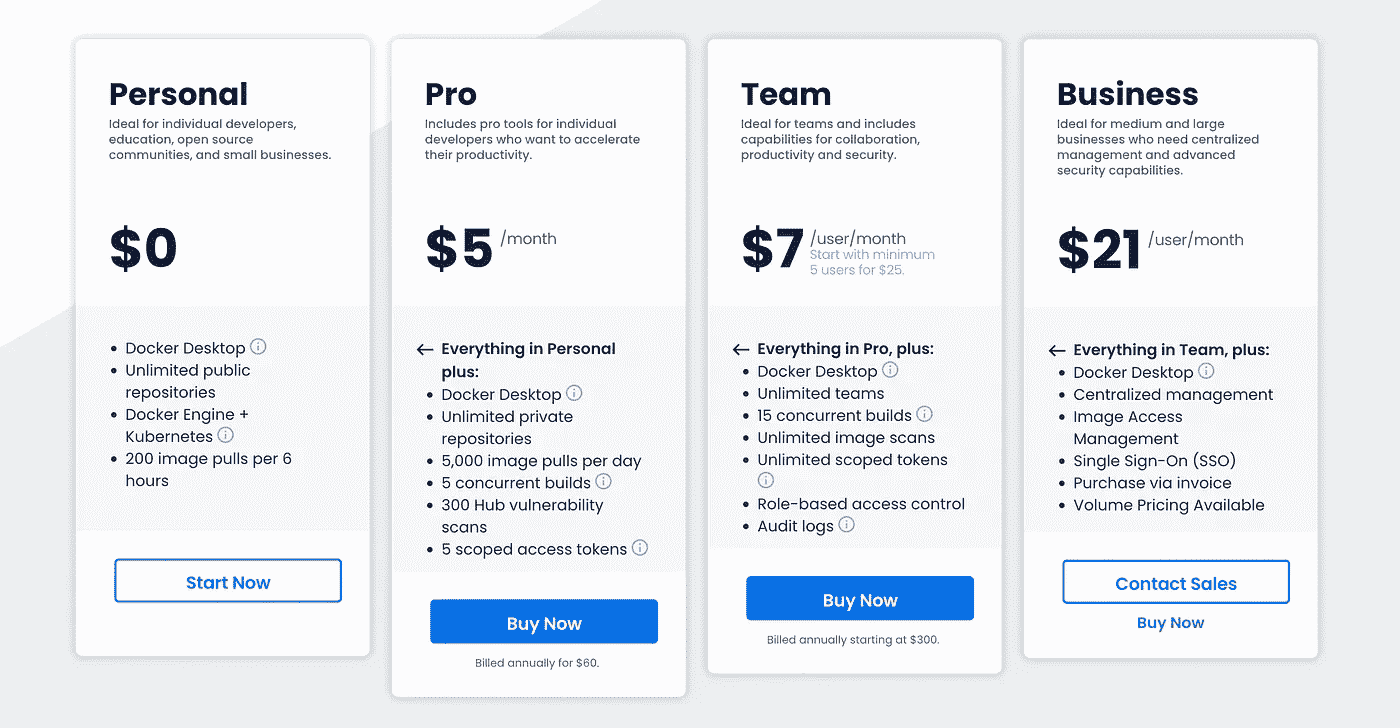 Personal
Ideal for individual developers,
education, open source
communities, and small businesses.
$0
• Docker Desktop
• Unlimited public
repositories
• Docker Engine +
Kubernetes
• 200 image pulls per 6
hours
Start Now
Pro
Includes pro tools for individual
developers who want to accelerate
their productivity.
$5 /month
← Everything in Personal
plus:
• Docker Desktop
• Unlimited private
repositories
• 5,000 image pulls per day
• 5 concurrent builds
• 300 Hub vulnerability
scans
• 5 scoped access tokens
Buy Now
Billed annually for $60.
Team
Ideal for teams and includes
capabilities for collaboration,
productivity and security.
$7 /user/month
Start with minimum
5 users for $25.
← Everything in Pro, plus:
• Docker Desktop
• Unlimited teams
• 15 concurrent builds
• Unlimited image scans
• Unlimited scoped tokens
• Role-based access control
• Audit logs
Buy Now
Billed annually starting at $300.
Business
Ideal for medium and large
businesses who need centralized
management and advanced
security capabilities.
$21 /user/month
← Everything in Team, plus:
• Docker Desktop
• Centralized management
• Image Access
Management
• Single Sign-On (SSO)
• Purchase via invoice
• Volume Pricing Available
Contact Sales
Buy Now